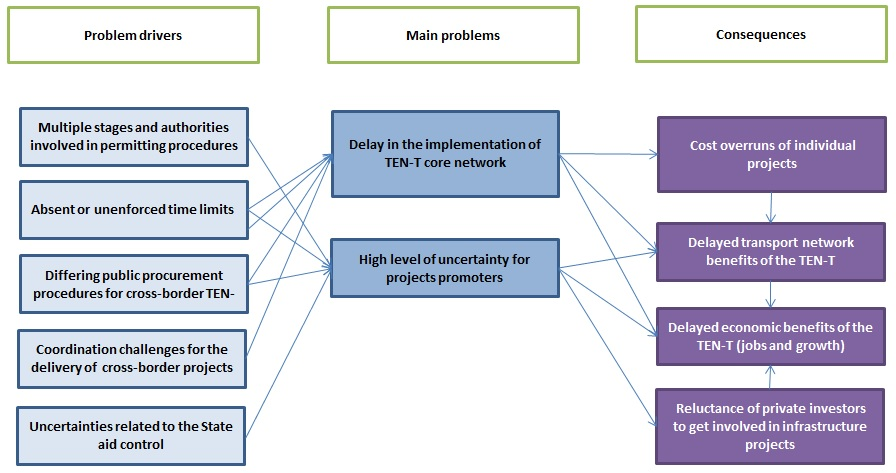 Problem drivers
Main problems
Consequences
Multiple stages and authorities
involved in permitting procedures
Absent or unenforced time limits
Differing public procurement
procedures for cross-border TEN-
Coordination challenges for the
delivery of cross-border projects
Uncertainties related to the State
aid control
Delay in the implementation of
TEN-T core network
High level of uncertainty for
projects promoters
Cost overruns of individual
projects
Delayed transport network
benefits of the TEN-T
Delayed economic benefits of the
TEN-T (jobs and growth)
Reluctance of private investors
to get involved in infrastructure
projects